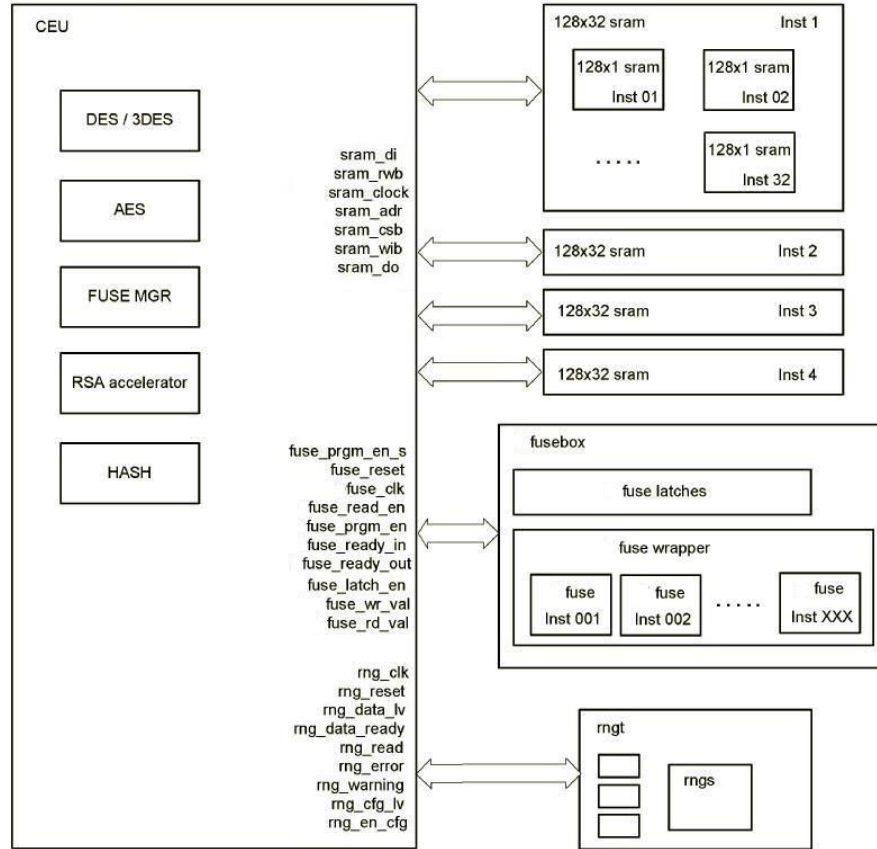 CEU
DES / 3DES
AES
FUSE MGR
RSA accelerator
HASH
sram_di
sram_rwb
sram_clock
sram_adr
sram_csb
sram_wib
sram_do
fuse_prgm_en_s
fuse_reset
fuse_clk
fuse_read_en
fuse_prgm_en
fuse_ready_in
fuse_ready_out
fuse_latch_en
fuse_wr_val
fuse_rd_val
rng_clk
rng_reset
rng_data_lv
rng_data_ready
rng_read
rng_error
rng_warning
rng_cfg_lv
rng_en_cfg
128x32 sram Inst 1
128x1 sram
Inst 01
128x1 sram
Inst 02
.....
128x1 sram
Inst 32
128x32 sram Inst 2
128x32 sram Inst 3
128x32 sram Inst 4
fusebox
fuse latches
fuse wrapper
fuse
Inst 001
fuse
Inst 002
.....
fuse
Inst XXX
rngt
rngs